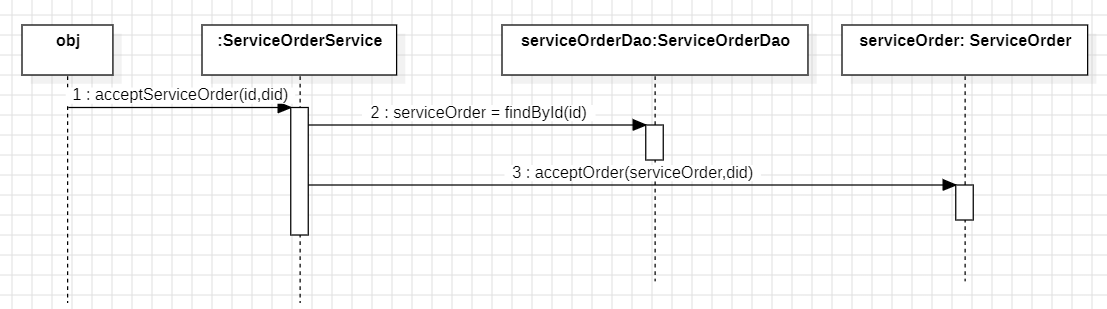 obj
:ServiceOrderService
serviceOrderDao:ServiceOrderDao
serviceOrder: ServiceOrder
1 : acceptServiceOrder(id,did)
2 : serviceOrder = findById(id)
3 : acceptOrder(serviceOrder,did)